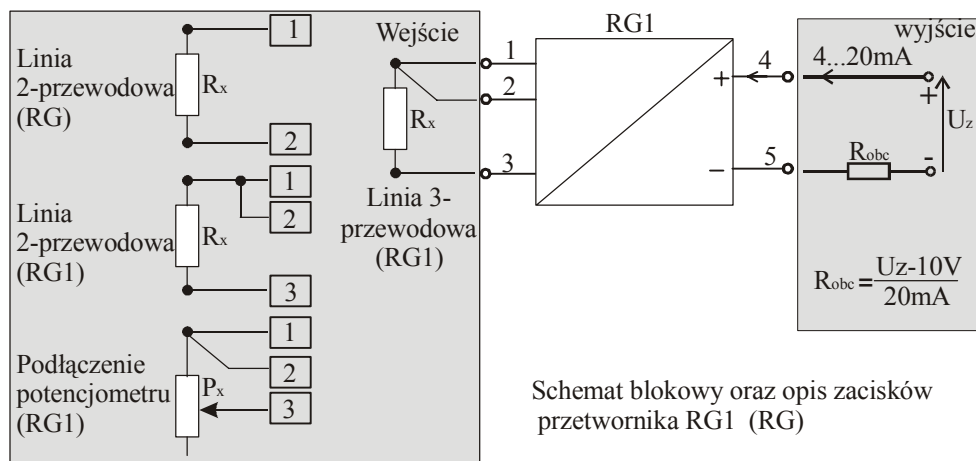 Linia
2-przewodowa
(RG)
Rx
1
2
Linia
2-przewodowa
(RG1)
Rx
1
2
3
Podłączenie
potencjometru
(RG1)
Px
1
2
3
Wejście
Rx
1
2
3
Linia 3-
przewodowa
(RG1)
RG1
+
−
4
5
wyjście
4...20mA
+
Uz
-
Robc
Robc = Uz-10V
20mA
Schemat blokowy oraz opis zacisków
przetwornika RG1 (RG)